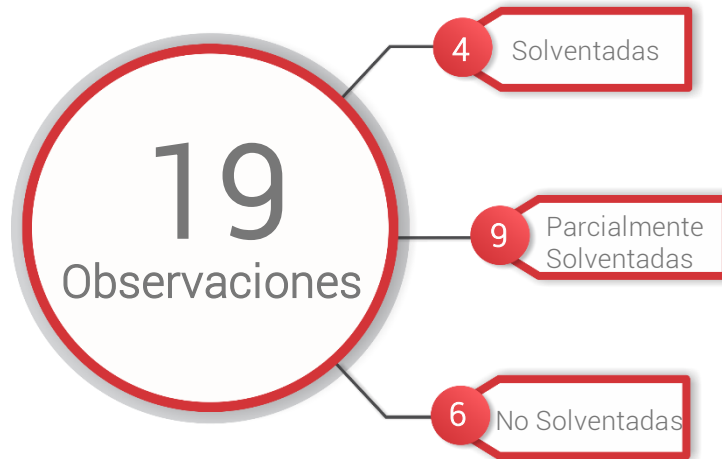 19
Observaciones
4
Solventadas
9
Parcialmente
Solventadas
6
No Solventadas